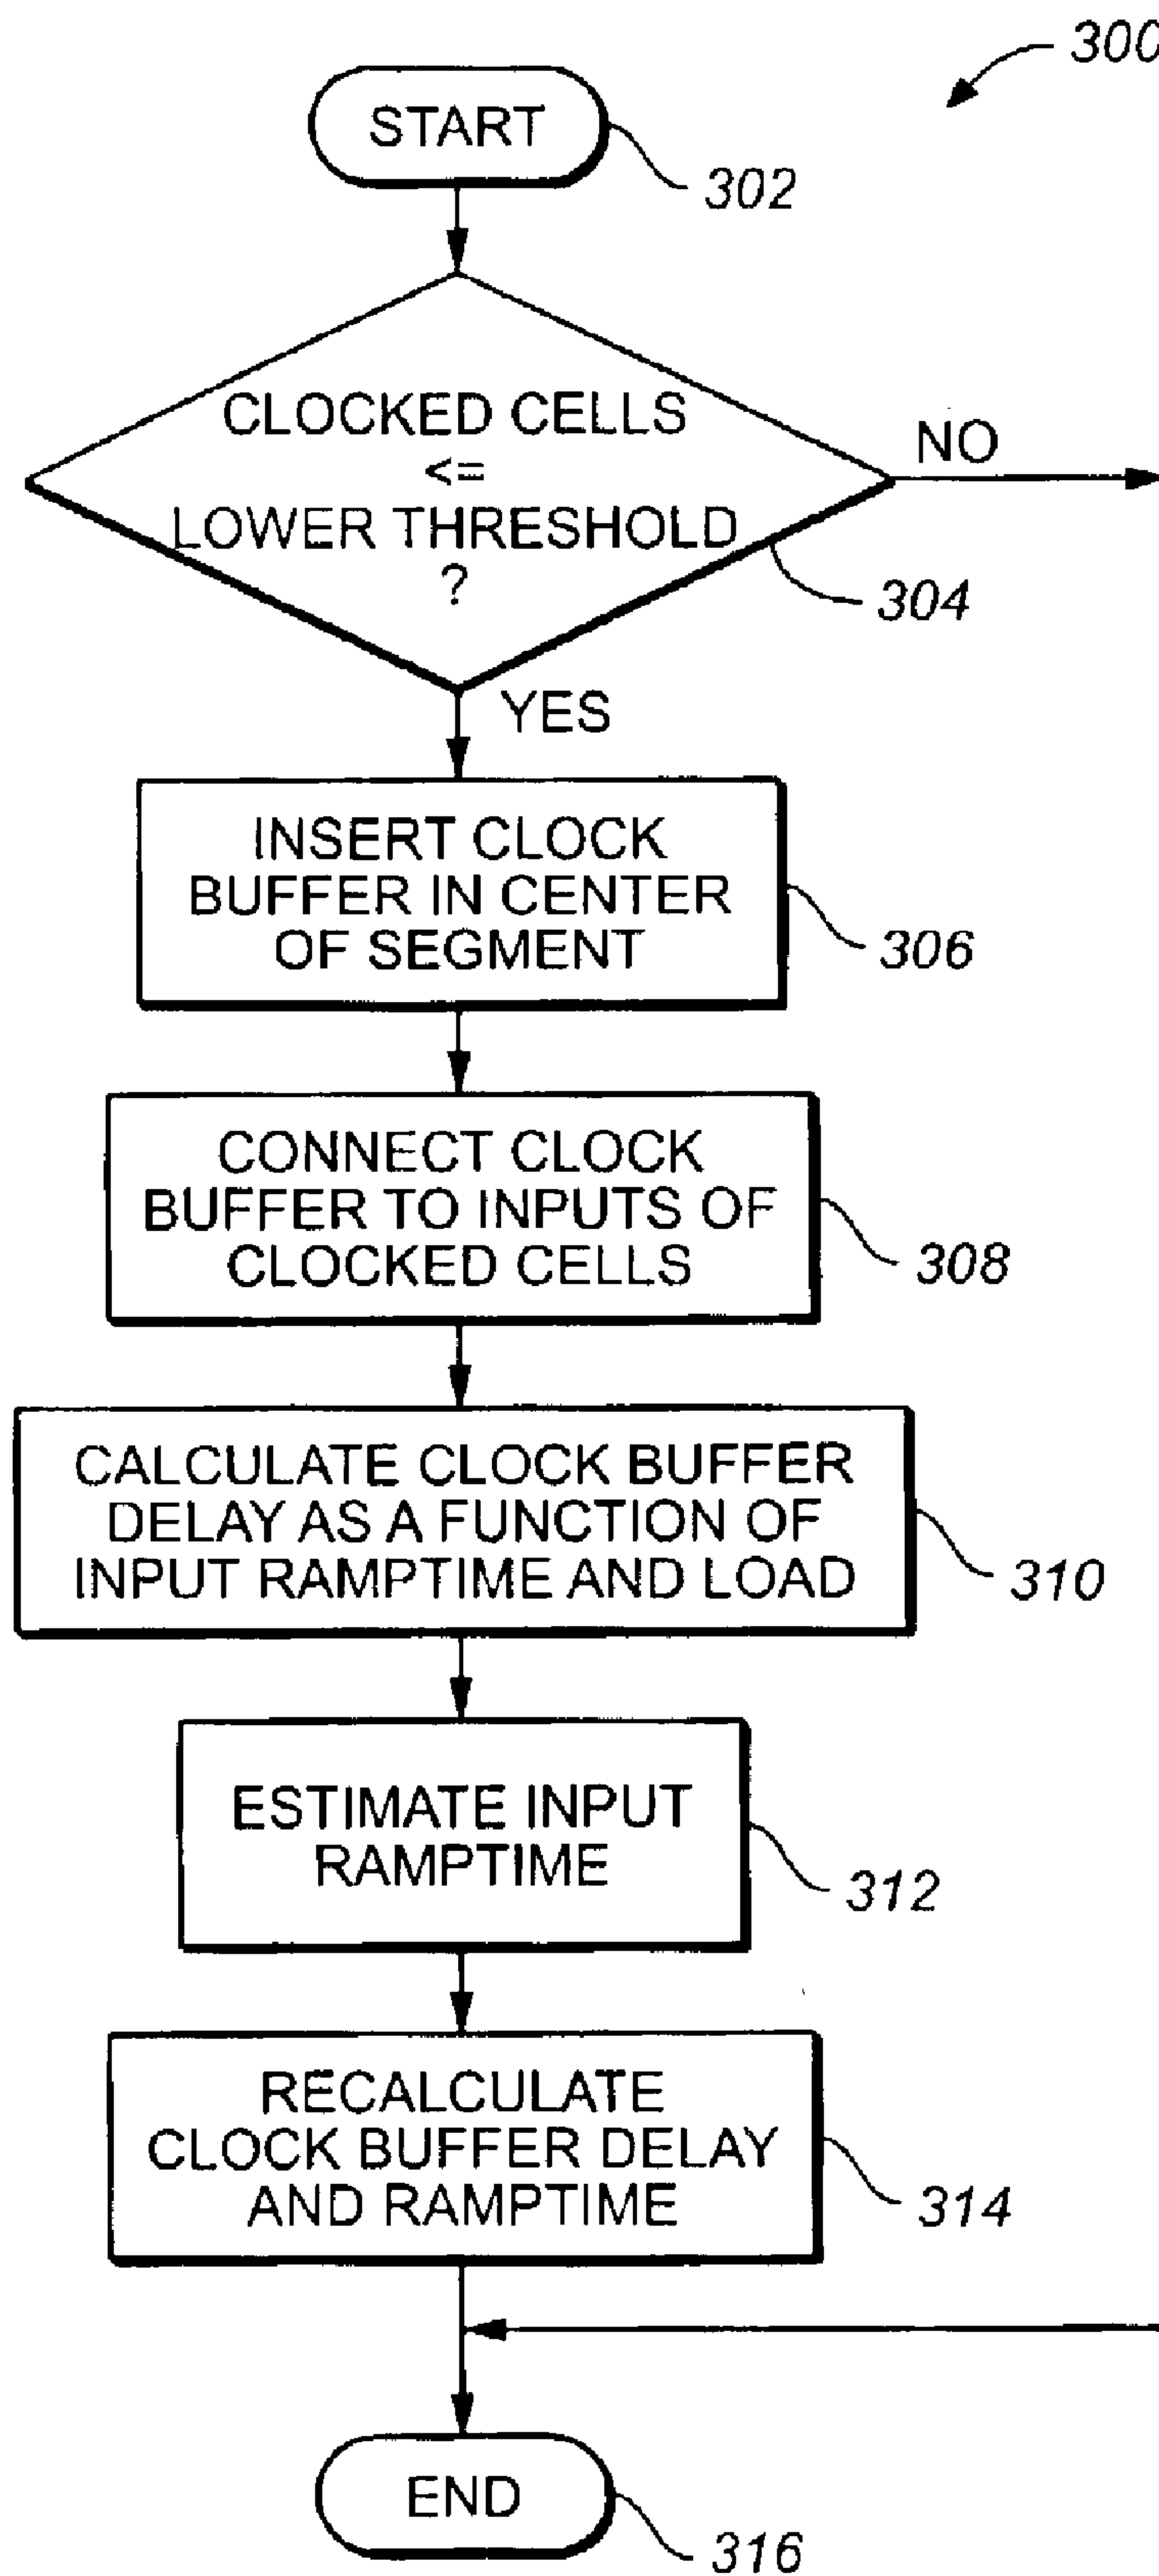 300
START
302
CLOCKED CELLS
<=
LOWER THRESHOLD
?
NO
304
YES
INSERT CLOCK
BUFFER IN CENTER
OF SEGMENT
306
CONNECT CLOCK
BUFFER TO INPUTS OF
CLOCKED CELLS
308
CALCULATE CLOCK BUFFER
DELAY AS A FUNCTION OF
INPUT RAMPTIME AND LOAD
310
ESTIMATE INPUT
RAMPTIME
312
RECALCULATE
CLOCK BUFFER DELAY
AND RAMPTIME
314
END
316